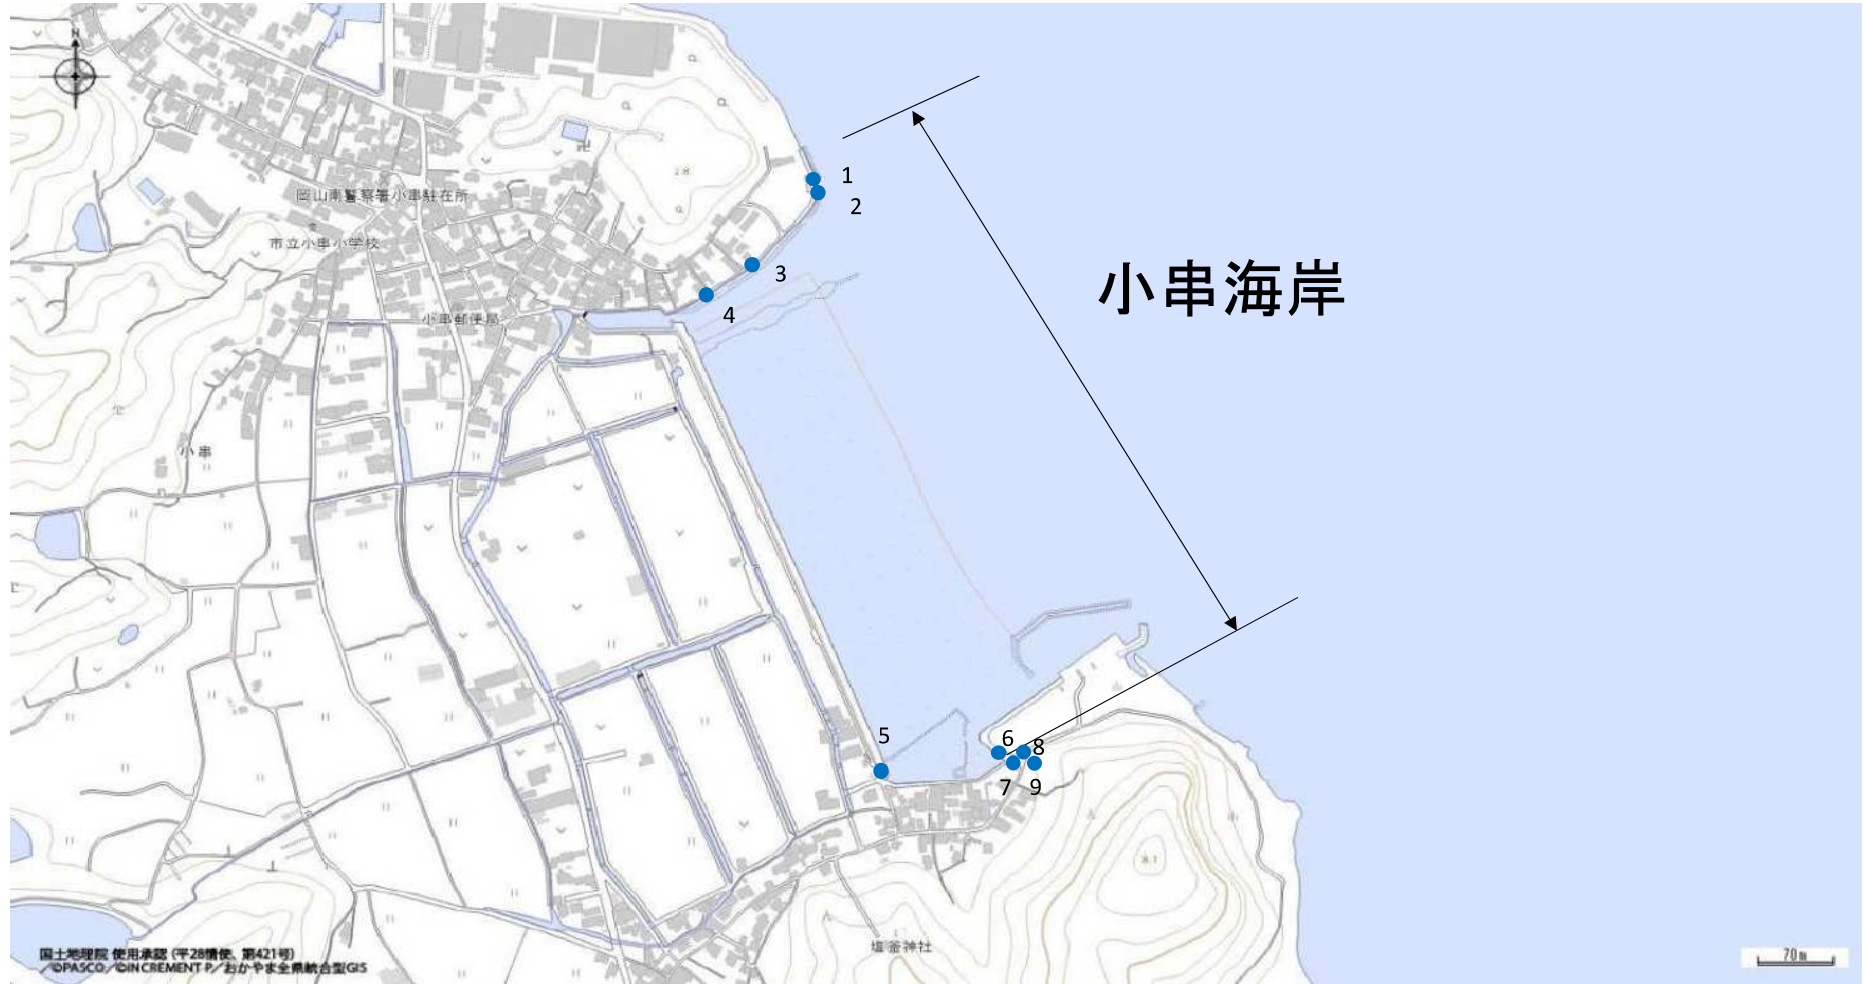 N
1
2
28
岡山南警察署小串駐在所
市立小串小学校
3
小串海岸
4
小串郵便局
小串
5
6
8
7
9
81
塩釜神社
国土地理院 使用承認 (平28情使、第421号)
©PASCO/©INCREMENT P/おかやま全県統合型GIS
70m